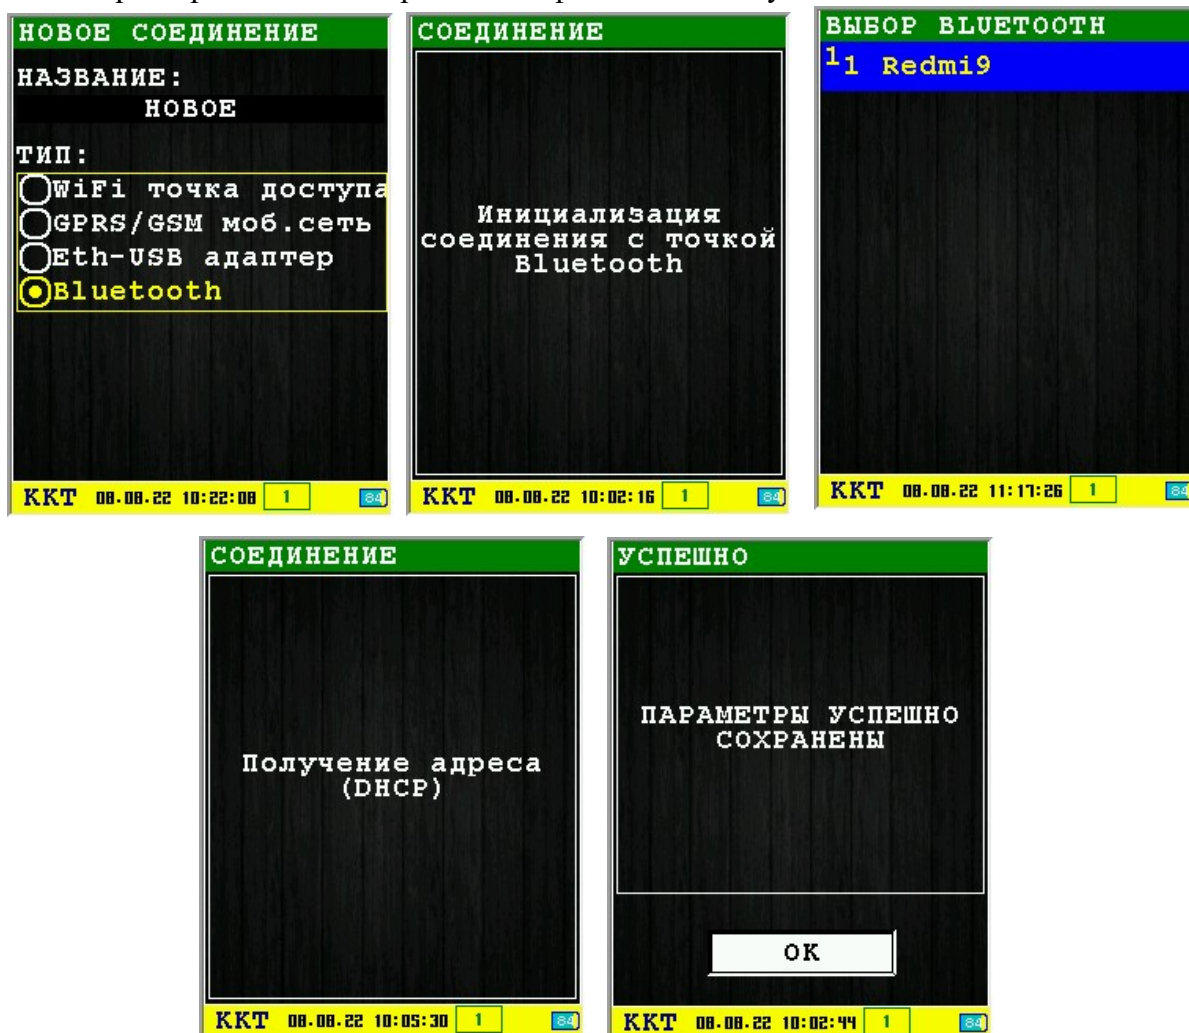 НОВОЕ СОЕДИНЕНИЕ
НАЗВАНИЕ:
НОВОЕ
ТИП:
WiFi точка доступа
GPRS/GSM моб.сеть
Eth-USB адаптер
Bluetooth
ККТ 08.08.22 10:22:08 1 84
СОЕДИНЕНИЕ
Инициализация
соединения с точкой
Bluetooth
ККТ 08.08.22 10:02:16 1 84
ВЫБОР BLUETOOTH
11 Redmi9
ККТ 08.08.22 11:17:26 1 84
СОЕДИНЕНИЕ
Получение адреса
(DHCP)
ККТ 08.08.22 10:05:30 1 84
УСПЕШНО
ПАРАМЕТРЫ УСПЕШНО
СОХРАНЕНЫ
OK
ККТ 08.08.22 10:02:44 1 84